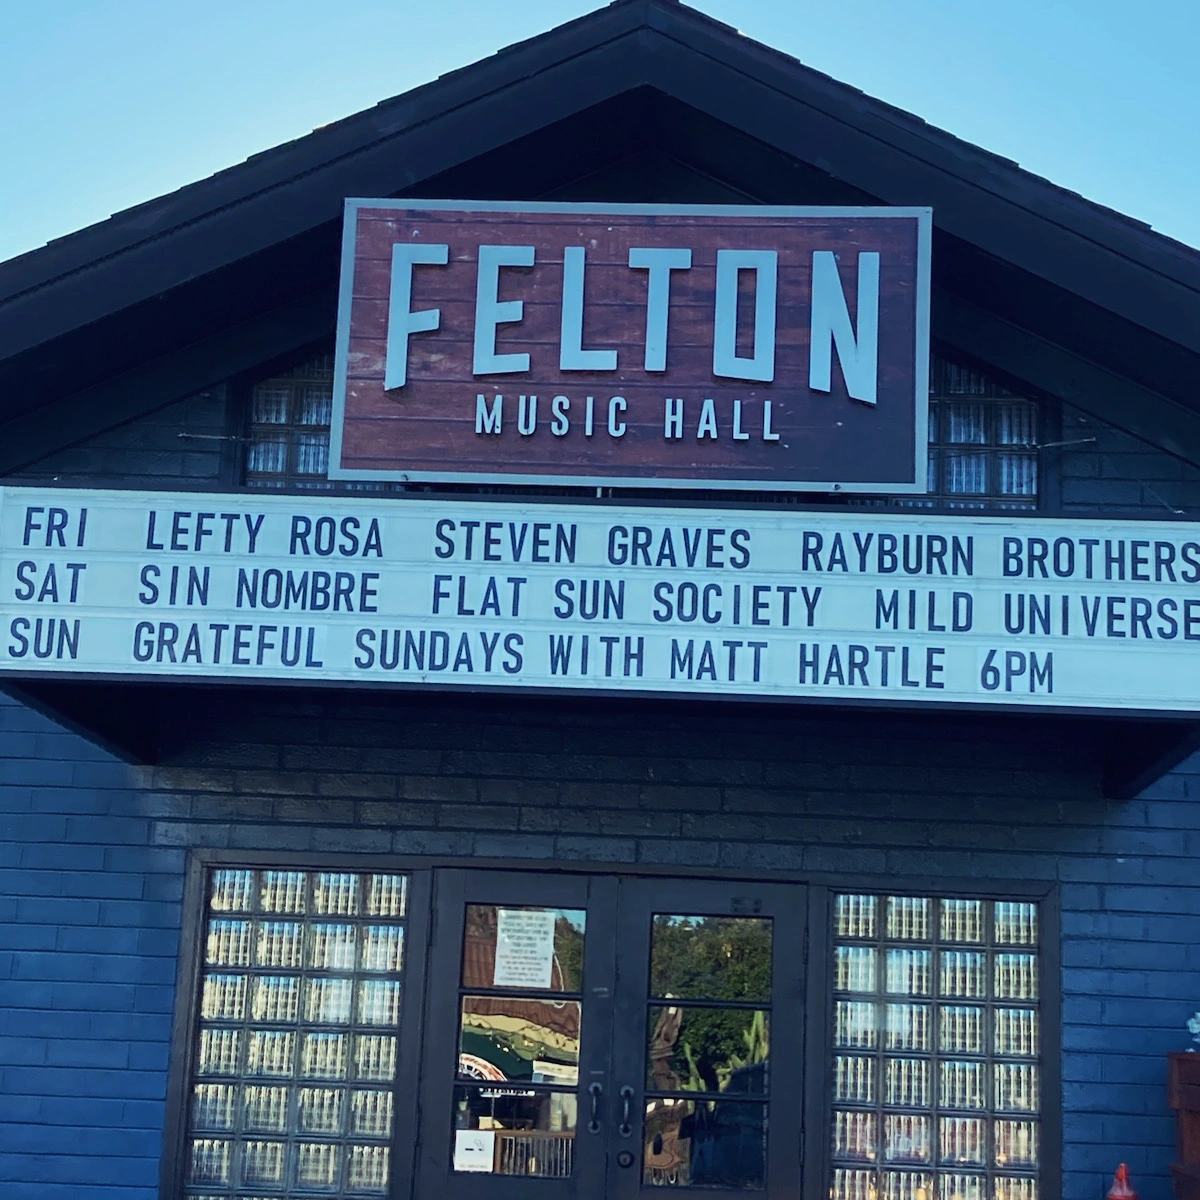 FELTON
MUSIC HALL
FRI LEFTY ROSA STEVEN GRAVES RAYBURN BROTHERS
SAT SIN NOMBRE FLAT SUN SOCIETY MILD UNIVERSE
SUN GRATEFUL SUNDAYS WITH MATT HARTLE 6PM